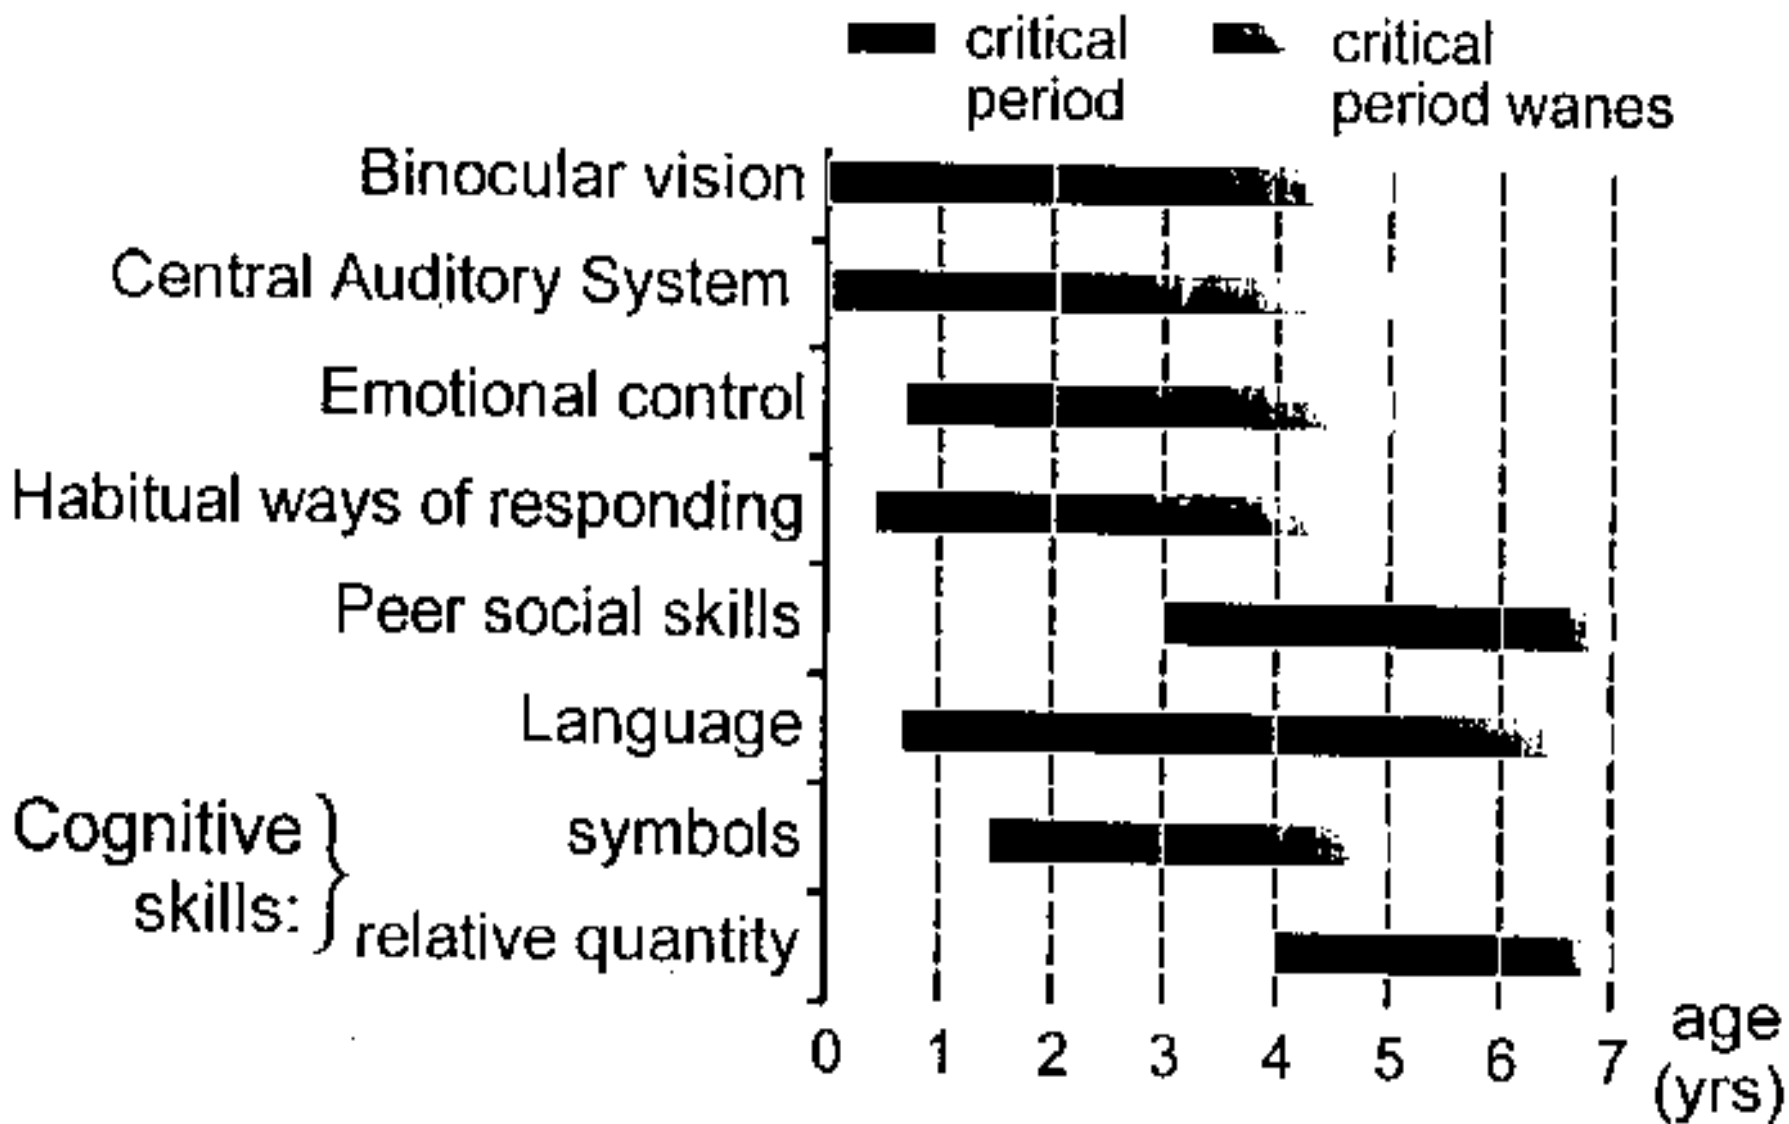 critical
period
critical
period wanes
Binocular vision
Central Auditory System
Emotional control
Habitual ways of responding
Peer social skills
Language
Cognitive
skills:
symbols
relative quantity
0 1 2 3 4 5 6 7
age
(yrs)